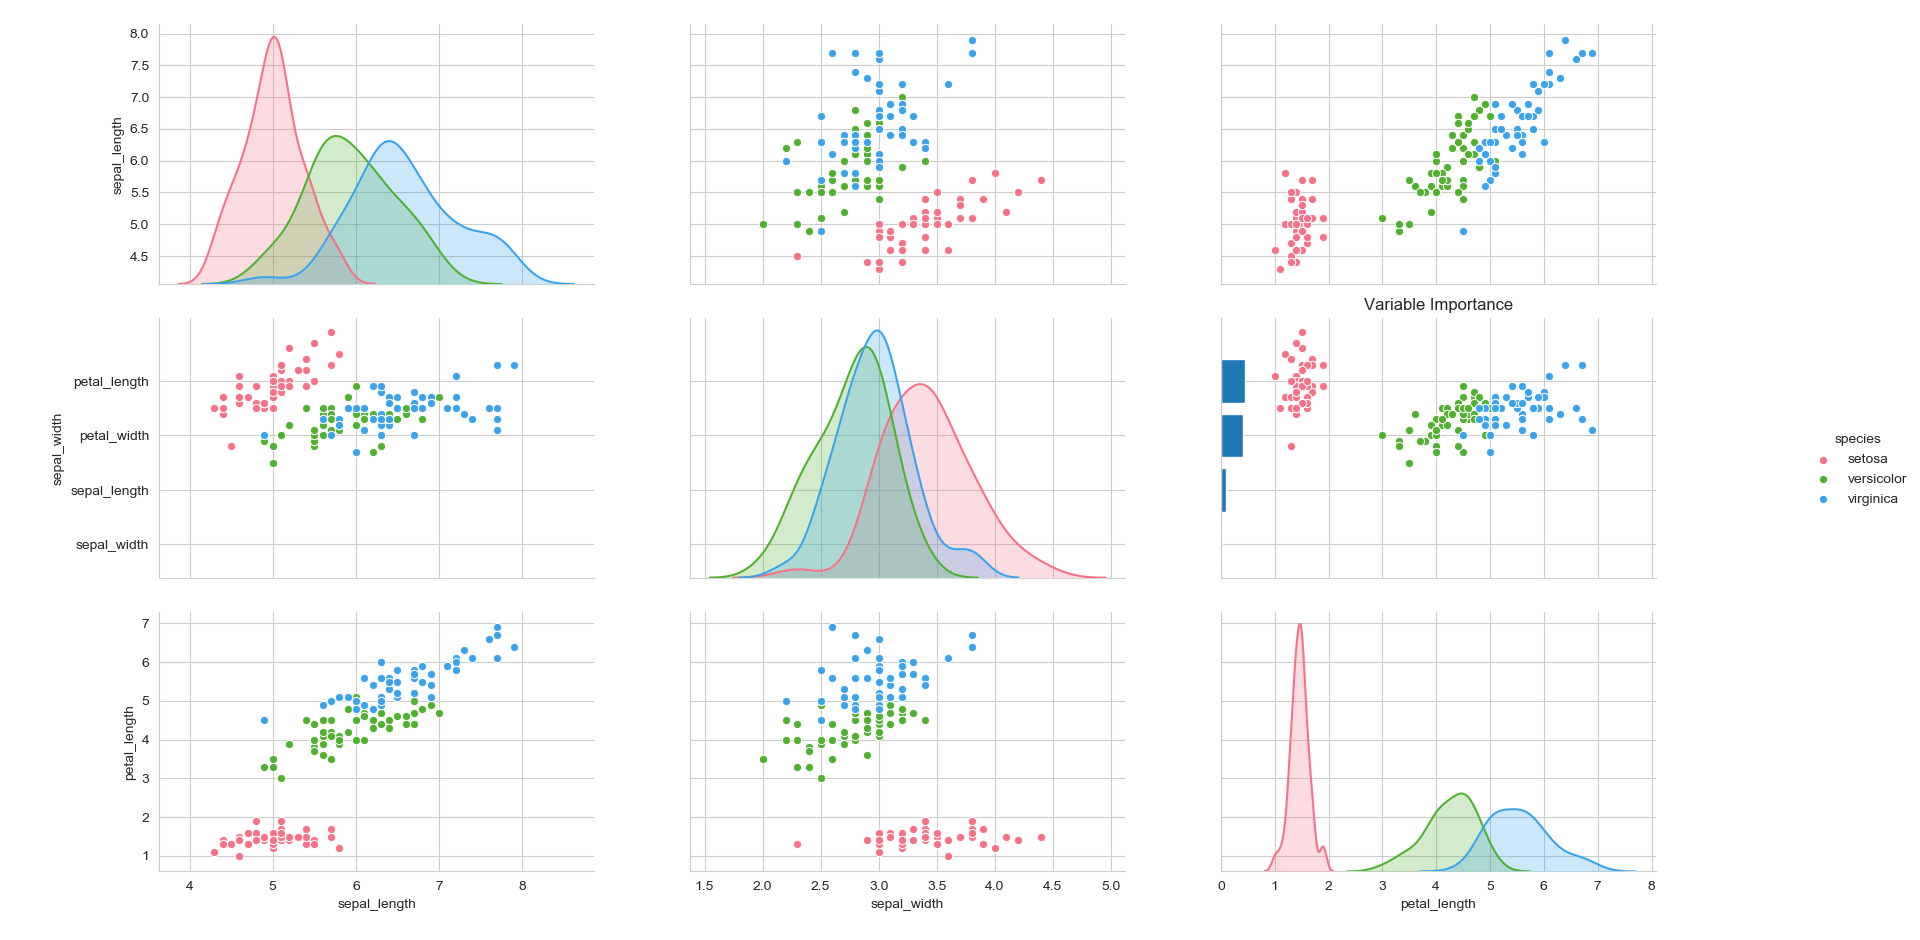 8.0
7.5
7.0
6.5
6.0
5.5
5.0
4.5
sepal_length
Variable Importance
petal_length
petal_width
sepal_length
sepal_width
sepal_width
species
setosa
versicolor
virginica
7
6
5
4
3
2
1
petal_length
4 5 6 7 8
sepal_length
1.5 2.0 2.5 3.0 3.5 4.0 4.5 5.0
sepal_width
0 1 2 3 4 5 6 7 8
petal_length